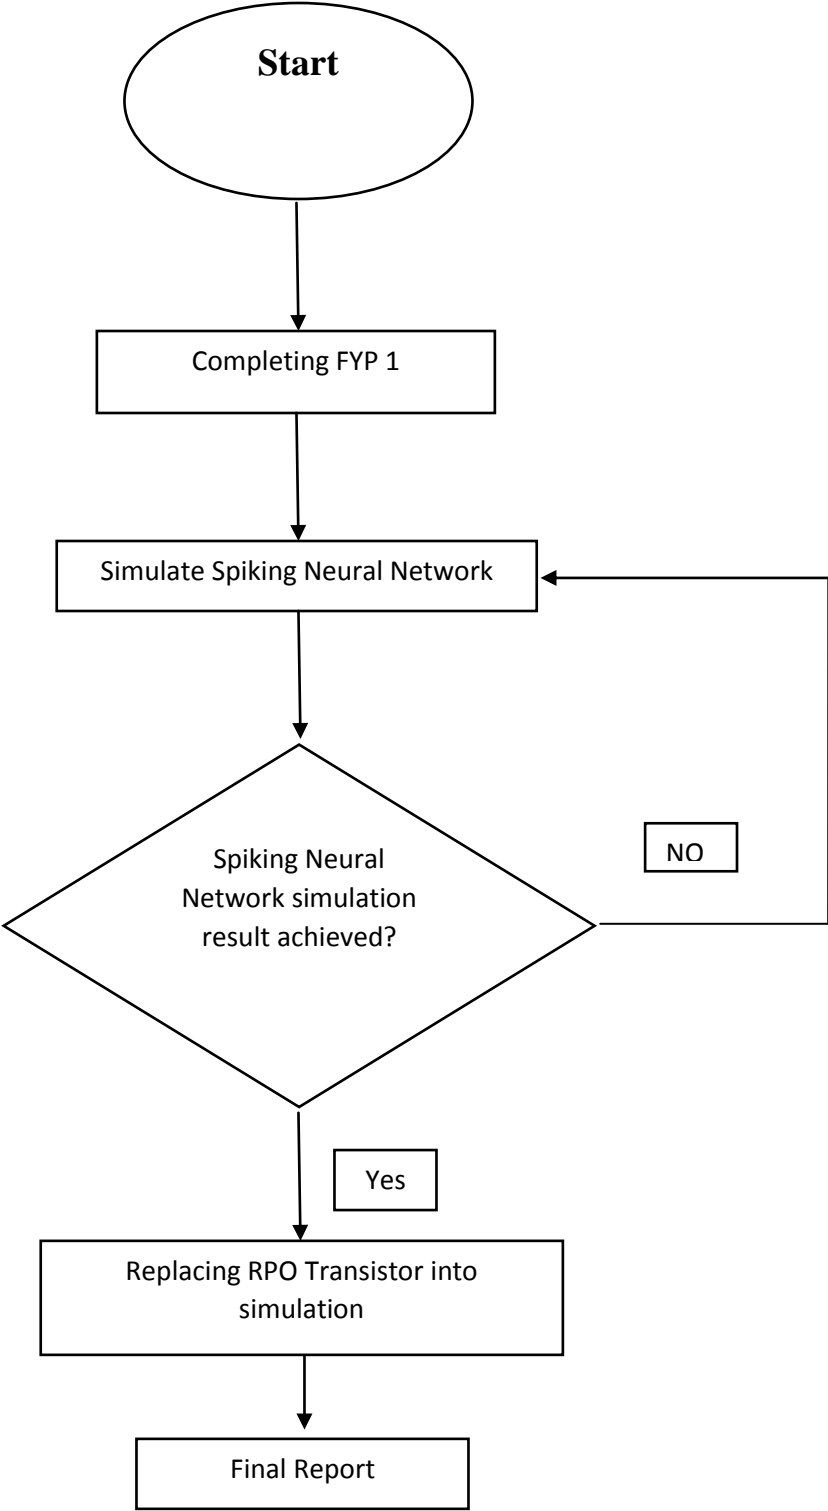 Start
Completing FYP 1
Simulate Spiking Neural Network
Spiking Neural
Network simulation
result achieved?
NO
Yes
Replacing RPO Transistor into
simulation
Final Report